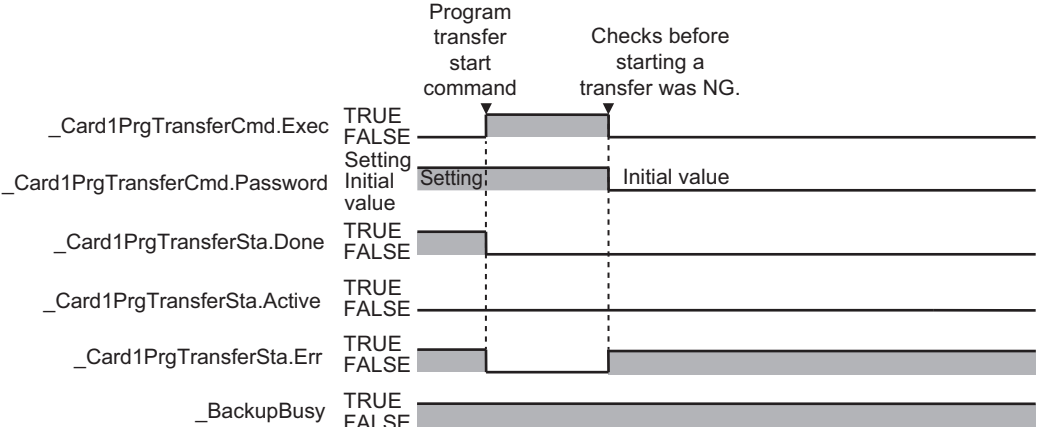 Program
transfer
start
command
Checks before
starting a
transfer was NG.
_Card1PrgTransferCmd.Exec
TRUE
FALSE
_Card1PrgTransferCmd.Password
Setting
Initial
value
Setting
Initial value
_Card1PrgTransferSta.Done
TRUE
FALSE
_Card1PrgTransferSta.Active
TRUE
FALSE
_Card1PrgTransferSta.Err
TRUE
FALSE
_BackupBusy
TRUE
FALSE